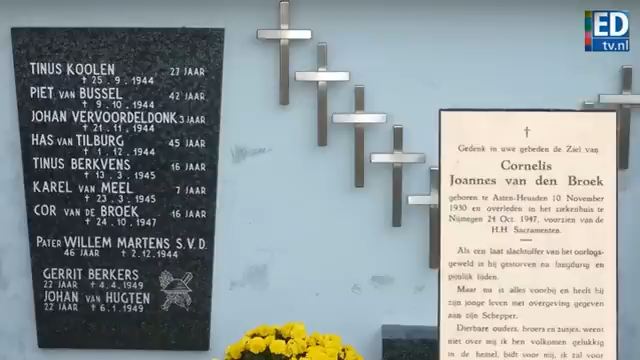 TINUS KOOLEN 27 JAAR
† 25.9.1944
PIET VAN BUSSEL 42 JAAR
† 9.10.1944
JOHAN VERVOORDELDONK 3 JAAR
† 21.11.1944
HAS VAN TILBURG 45 JAAR
† 1.12.1944
TINUS BERKVENS 16 JAAR
† 13.3.1945
KAREL VAN MEEL 7 JAAR
† 23.3.1945
COR VAN DE BROEK 16 JAAR
† 24.10.1947
PATER WILLEM MARTENS S.V.D.
46 JAAR † 2.12.1944
GERRIT BERKERS
22 JAAR † 4.4.1949
JOHAN VAN HUGTEN
22 JAAR † 6.1.1949
ED
tv.nl
†
Gedenk in uwe gebeden de Ziel van
Cornelis
Joannes van den Broek
geboren te Asten-Heusden 10 November
1930 en overleden in het ziekenhuis te
Nijmegen 24 Oct. 1947, voorzien van de
H.H. Sacramenten.
Als een laat slachtoffer van het oorlogs-
geweld is hij gestorven na langdurig en
pijnlijk lijden.
Maar nu is alles voorbij en heeft hij
zijn jonge leven met overgeving gegeven
aan zijn Schepper.
Dierbare ouders, broers en zusjes, weent
niet over mij ik ben volkomen gelukkig
in de hemel, bidt voor mij, ik zal voor